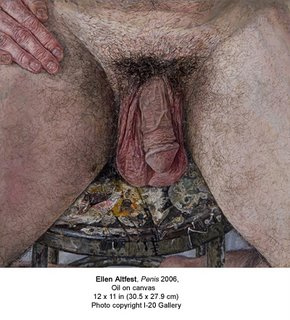 Ellen Altfest, Penis 2006,
Oil on canvas
12 x 11 in (30.5 x 27.9 cm)
Photo copyright I-20 Gallery